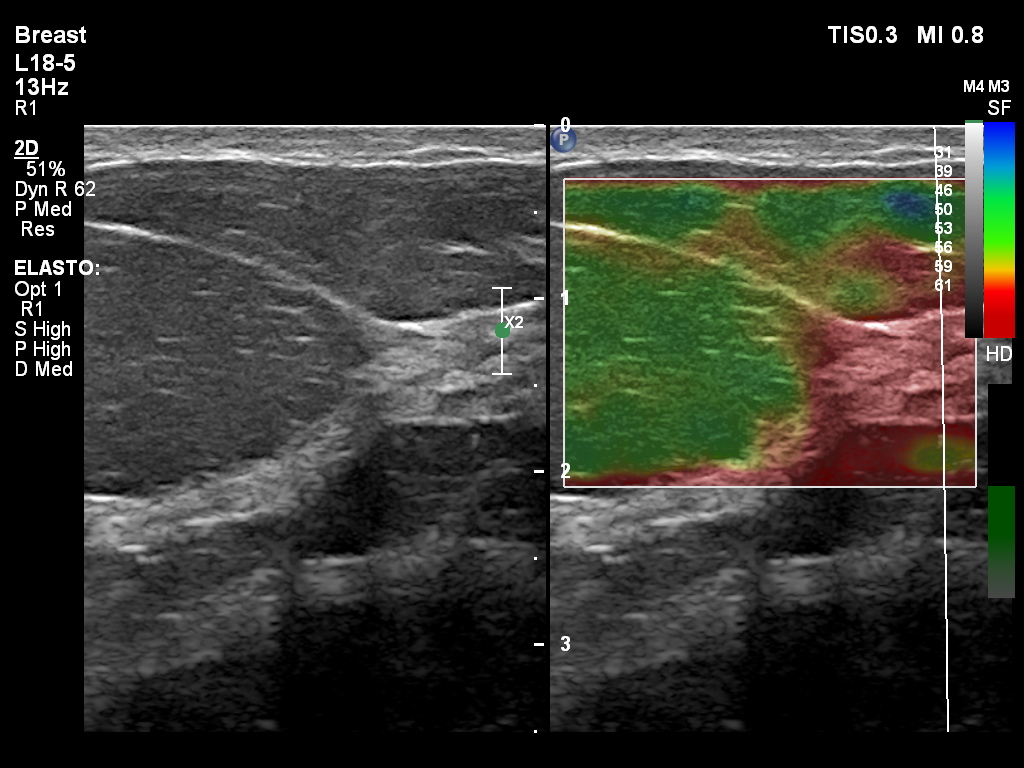 Breast
L18-5
13Hz
R1
2D
51%
Dyn R 62
P Med
Res
ELASTO:
Opt 1
R1
S High
P High
D Med
TIS0.3 MI 0.8
M4 M3
SF
HD
P
0
1
2
3
X2
31
39
46
50
53
56
59
61